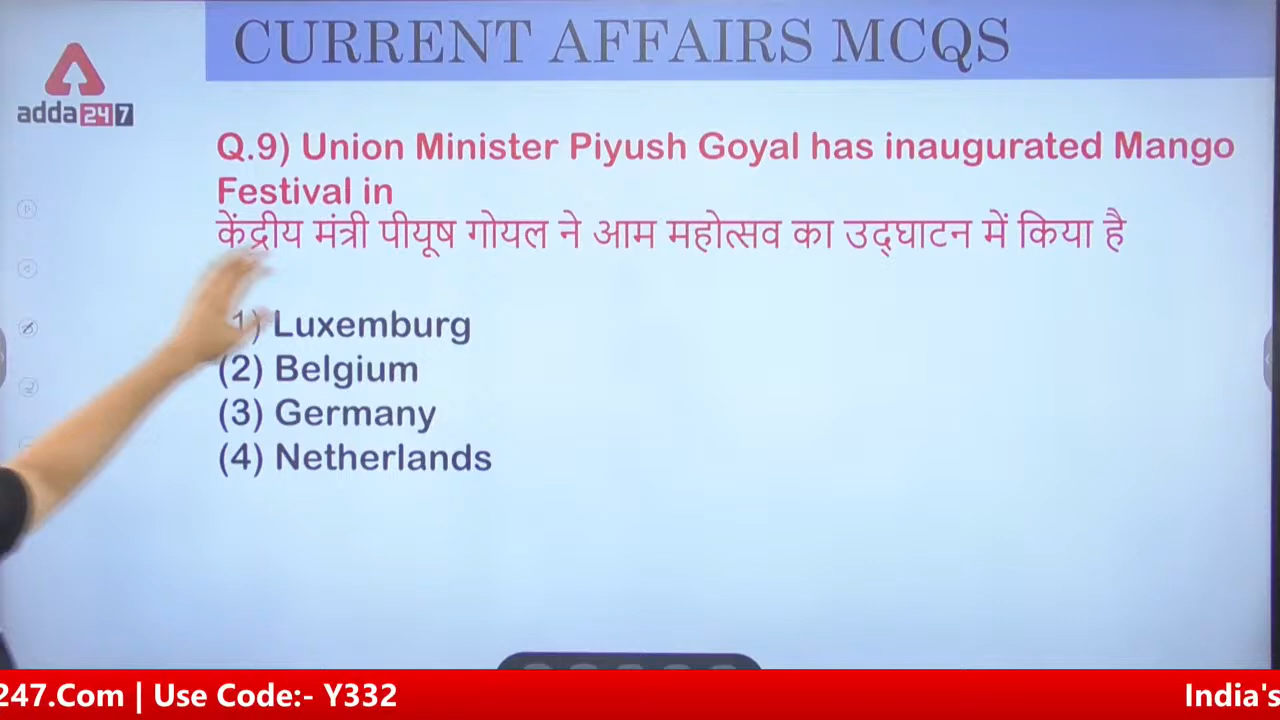 CURRENT AFFAIRS MCQS
adda247
Q.9) Union Minister Piyush Goyal has inaugurated Mango
Festival in
केंद्रीय मंत्री पीयूष गोयल ने आम महोत्सव का उद्घाटन में किया है
1) Luxemburg
(2) Belgium
(3) Germany
(4) Netherlands
247.Com | Use Code:- Y332
India's